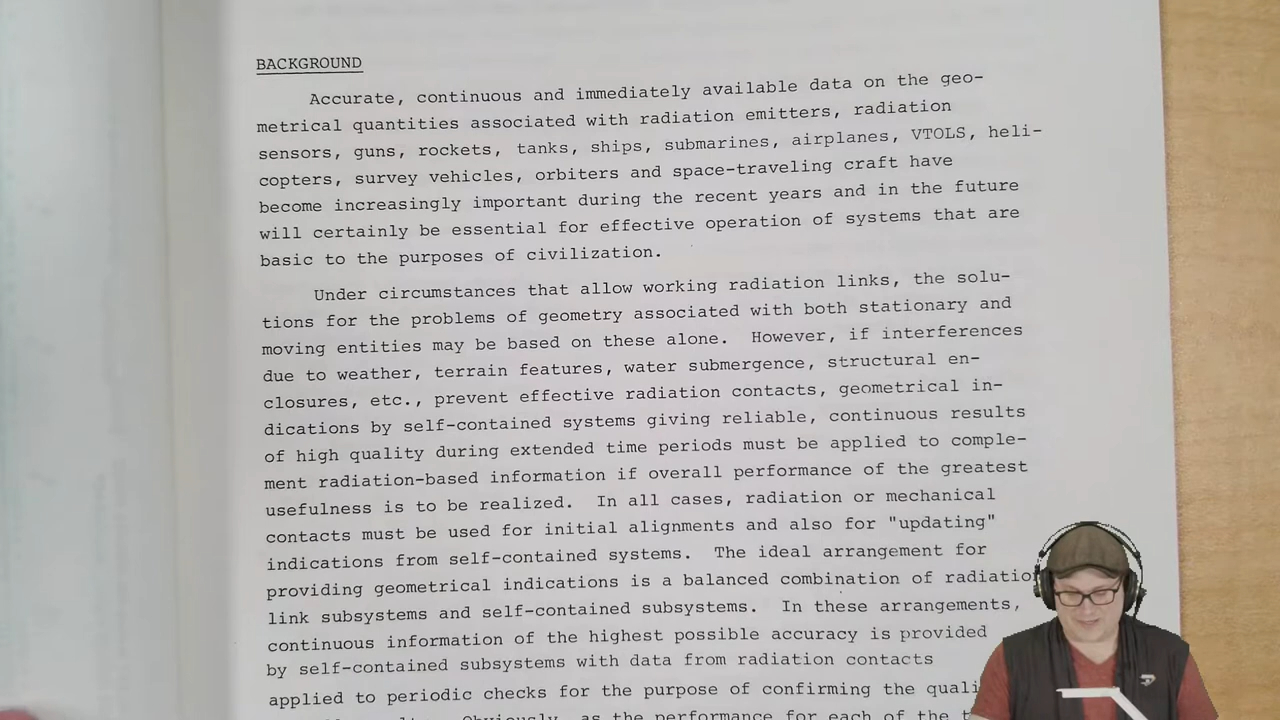 BACKGROUND
Accurate, continuous and immediately available data on the geo-
metrical quantities associated with radiation emitters, radiation
sensors, guns, rockets, tanks, ships, submarines, airplanes, VTOLS, heli-
copters, survey vehicles, orbiters and space-traveling craft have
become increasingly important during the recent years and in the future
will certainly be essential for effective operation of systems that are
basic to the purposes of civilization.
Under circumstances that allow working radiation links, the solu-
tions for the problems of geometry associated with both stationary and
moving entities may be based on these alone. However, if interferences
due to weather, terrain features, water submergence, structural en-
closures, etc., prevent effective radiation contacts, geometrical in-
dications by self-contained systems giving reliable, continuous results
of high quality during extended time periods must be applied to comple-
ment radiation-based information if overall performance of the greatest
usefulness is to be realized. In all cases, radiation or mechanical
contacts must be used for initial alignments and also for "updating"
indications from self-contained systems. The ideal arrangement for
providing geometrical indications is a balanced combination of radiation
link subsystems and self-contained subsystems. In these arrangements,
continuous information of the highest possible accuracy is provided
by self-contained subsystems with data from radiation contacts
applied to periodic checks for the purpose of confirming the quali
Obviously, as the performance for each of the t